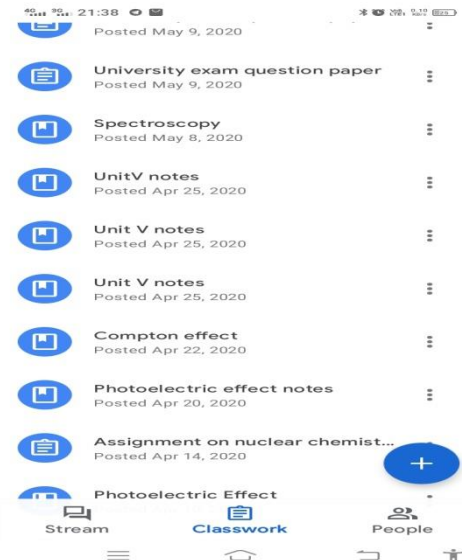 4G 3G 21:38
Posted May 9, 2020
University exam question paper
Posted May 9, 2020
Spectroscopy
Posted May 8, 2020
UnitV notes
Posted Apr 25, 2020
Unit V notes
Posted Apr 25, 2020
Unit V notes
Posted Apr 25, 2020
Compton effect
Posted Apr 22, 2020
Photoelectric effect notes
Posted Apr 20, 2020
Assignment on nuclear chemist...
Posted Apr 14, 2020
Photoelectric Effect
Stream
Classwork
People